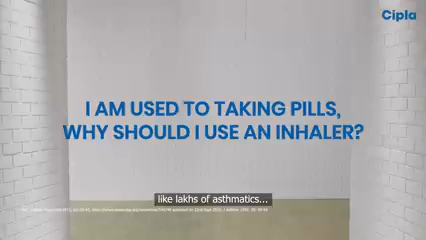 Cipla
I AM USED TO TAKING PILLS,
WHY SHOULD I USE AN INHALER?
like lakhs of asthmatics...